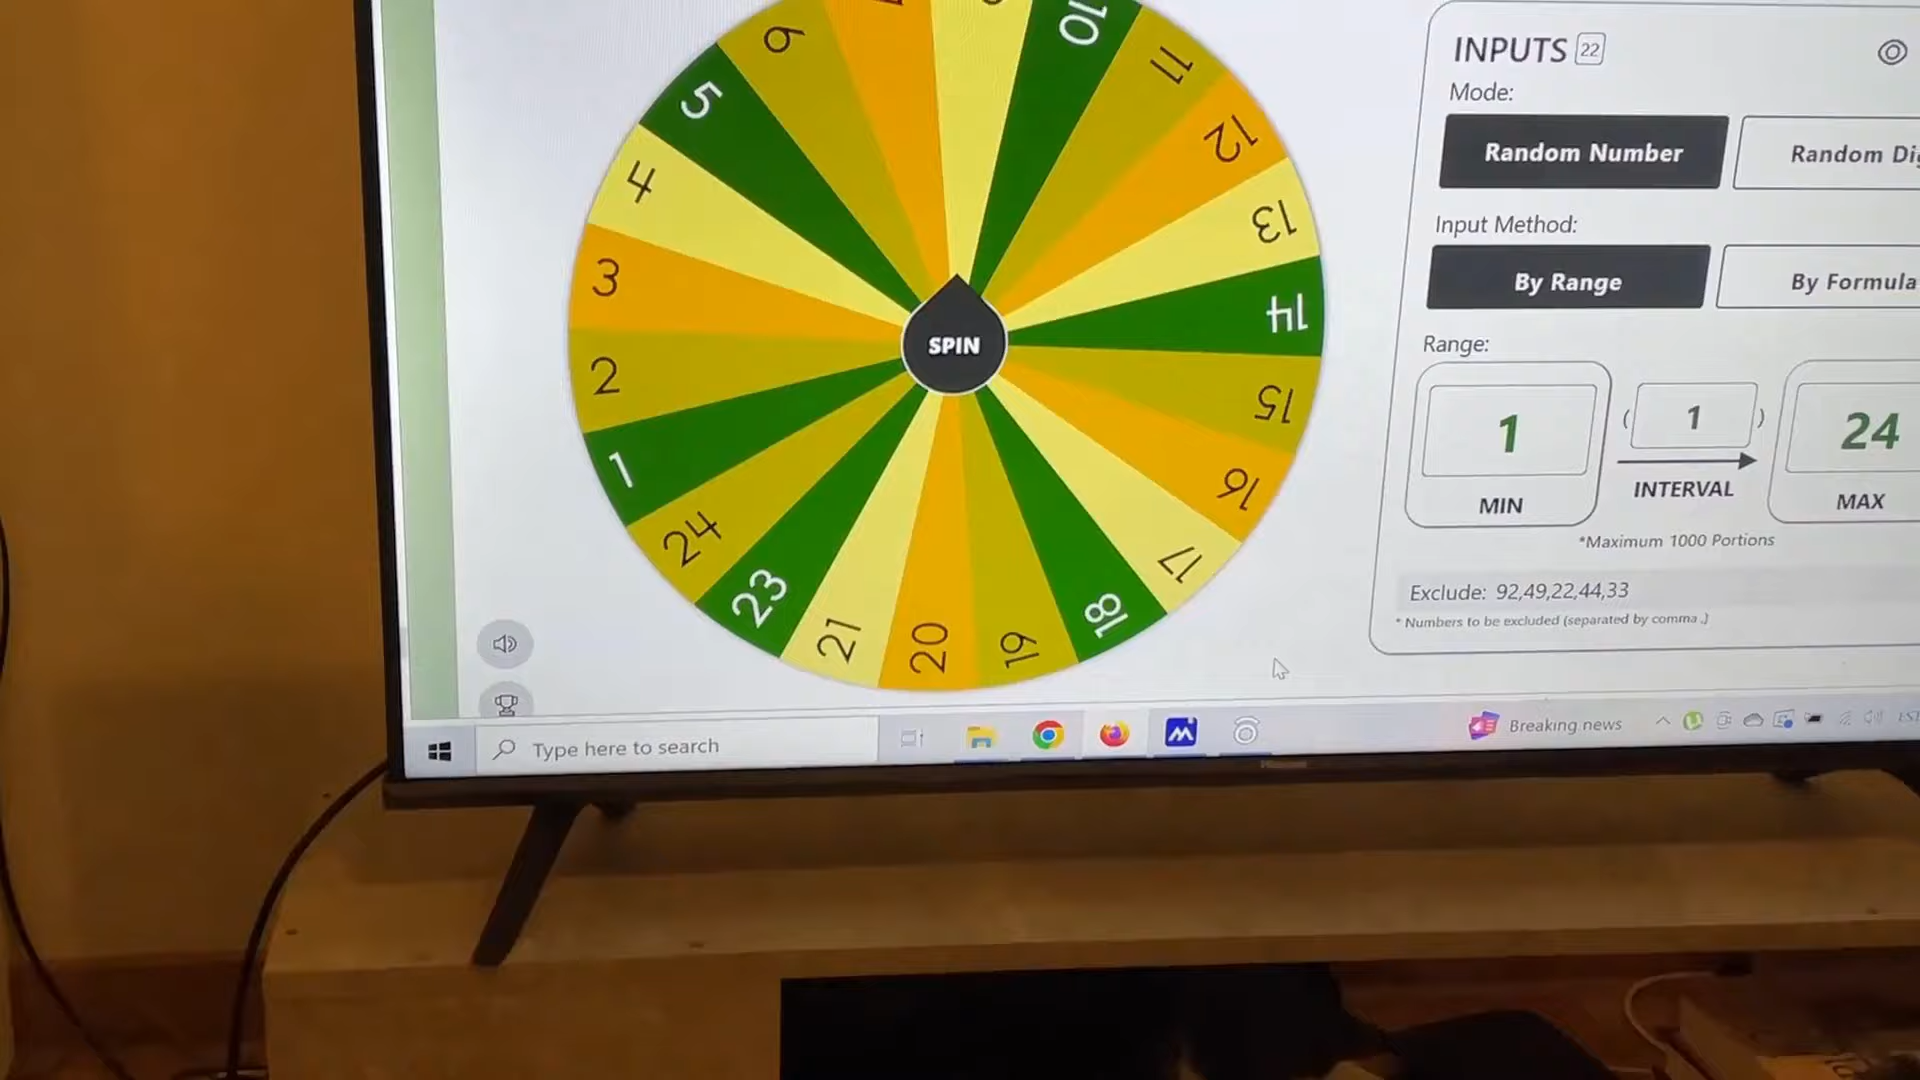 INPUTS 22
Mode:
Random Number
Input Method:
By Range
By Formula
Range:
1
MIN
( 1 )
INTERVAL
24
MAX
*Maximum 1000 Portions
Exclude: 92,49,22,44,33
* Numbers to be excluded (separated by comma ,)
10
11
12
13
14
15
16
17
18
19
20
21
23
24
1
2
3
4
5
6
SPIN
Type here to search
Breaking news
Hisense